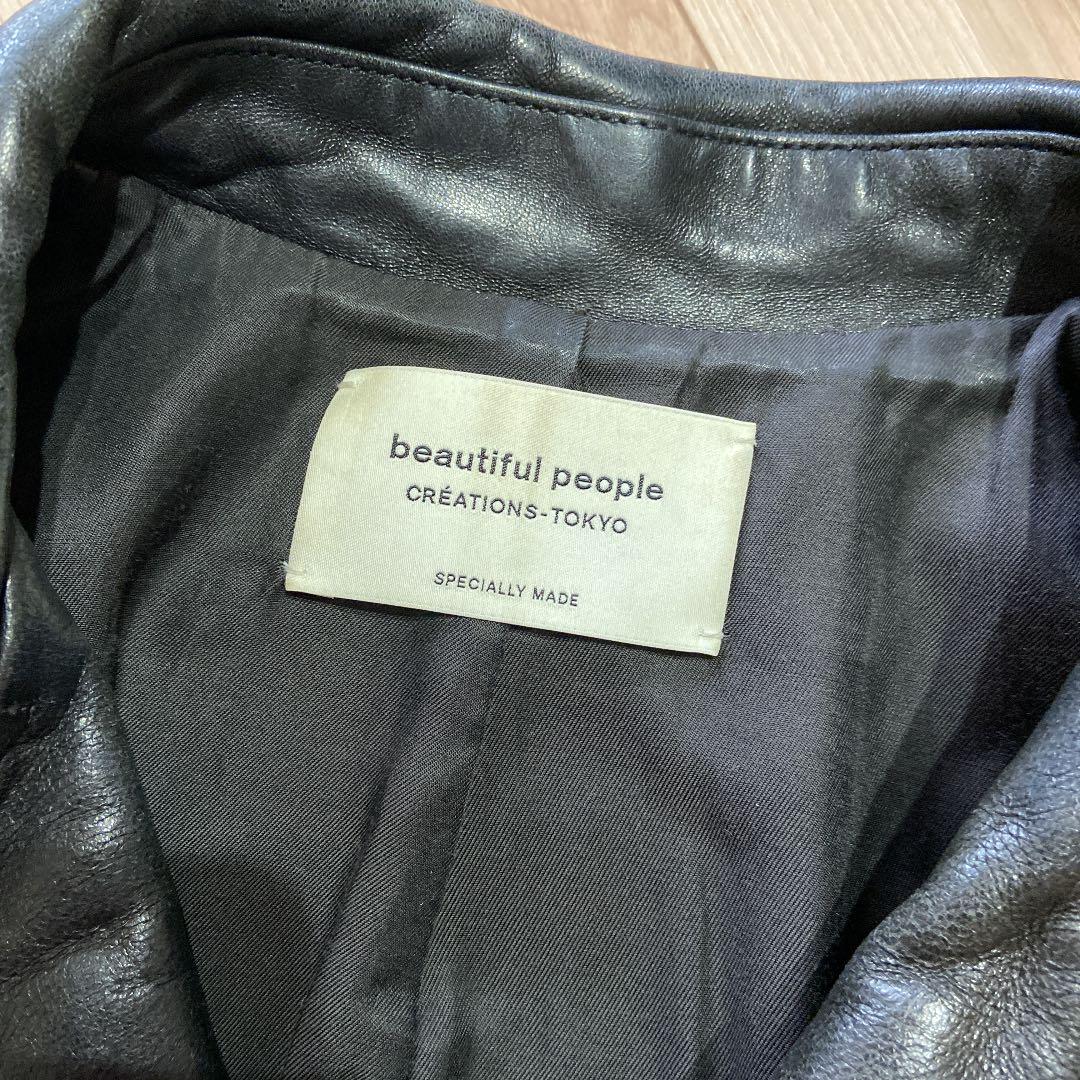 beautiful people
CRÉATIONS-TOKYO
SPECIALLY MADE